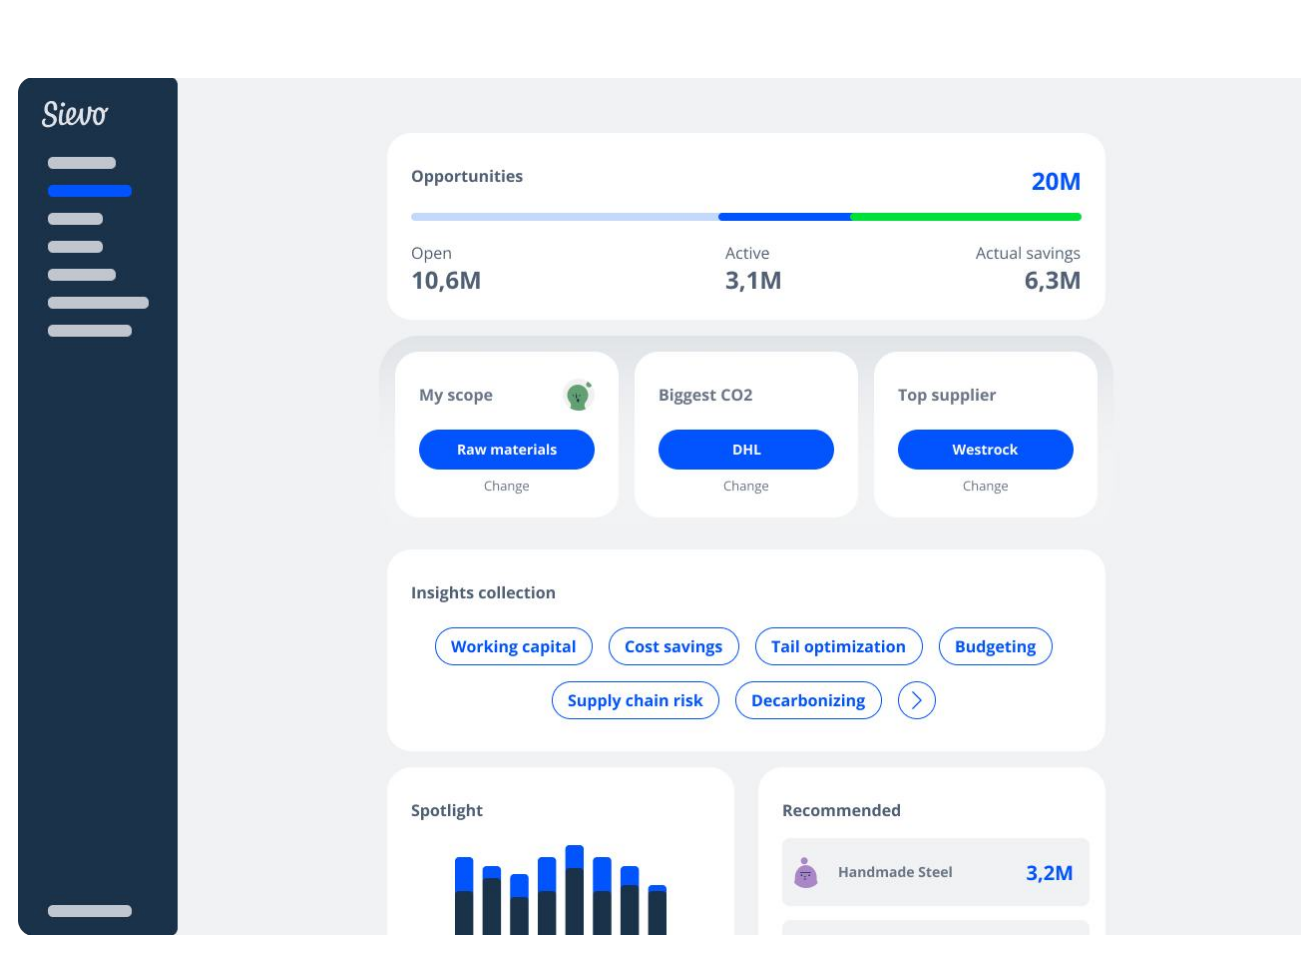 Sievo
Opportunities
20M
Open
Active
Actual savings
10,6M
3,1M
6,3M
My scope
Biggest CO2
Top supplier
Raw materials
DHL
Westrock
Change
Change
Change
Insights collection
Working capital
Cost savings
Tail optimization
Budgeting
Supply chain risk
Decarbonizing
Spotlight
Recommended
Handmade Steel
3,2M